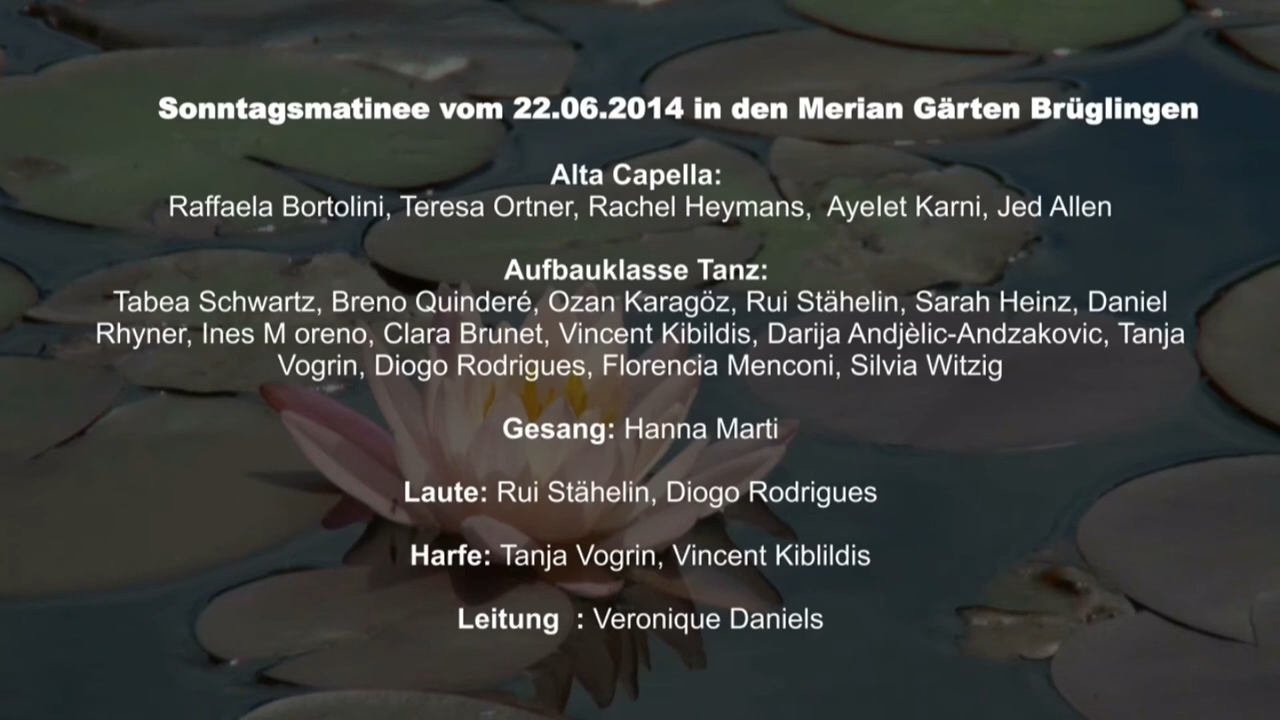 Sonntagsmatinee vom 22.06.2014 in den Merian Gärten Brüglingen
Alta Capella:
Raffaela Bortolini, Teresa Ortner, Rachel Heymans,  Ayelet Karni, Jed Allen
Aufbauklasse Tanz:
Tabea Schwartz, Breno Quinderé, Ozan Karagöz, Rui Stähelin, Sarah Heinz, Daniel
Rhyner, Ines M oreno, Clara Brunet, Vincent Kibildis, Darija Andjèlic-Andzakovic, Tanja
Vogrin, Diogo Rodrigues, Florencia Menconi, Silvia Witzig
Gesang: Hanna Marti
Laute: Rui Stähelin, Diogo Rodrigues
Harfe: Tanja Vogrin, Vincent Kiblildis
Leitung  : Veronique Daniels